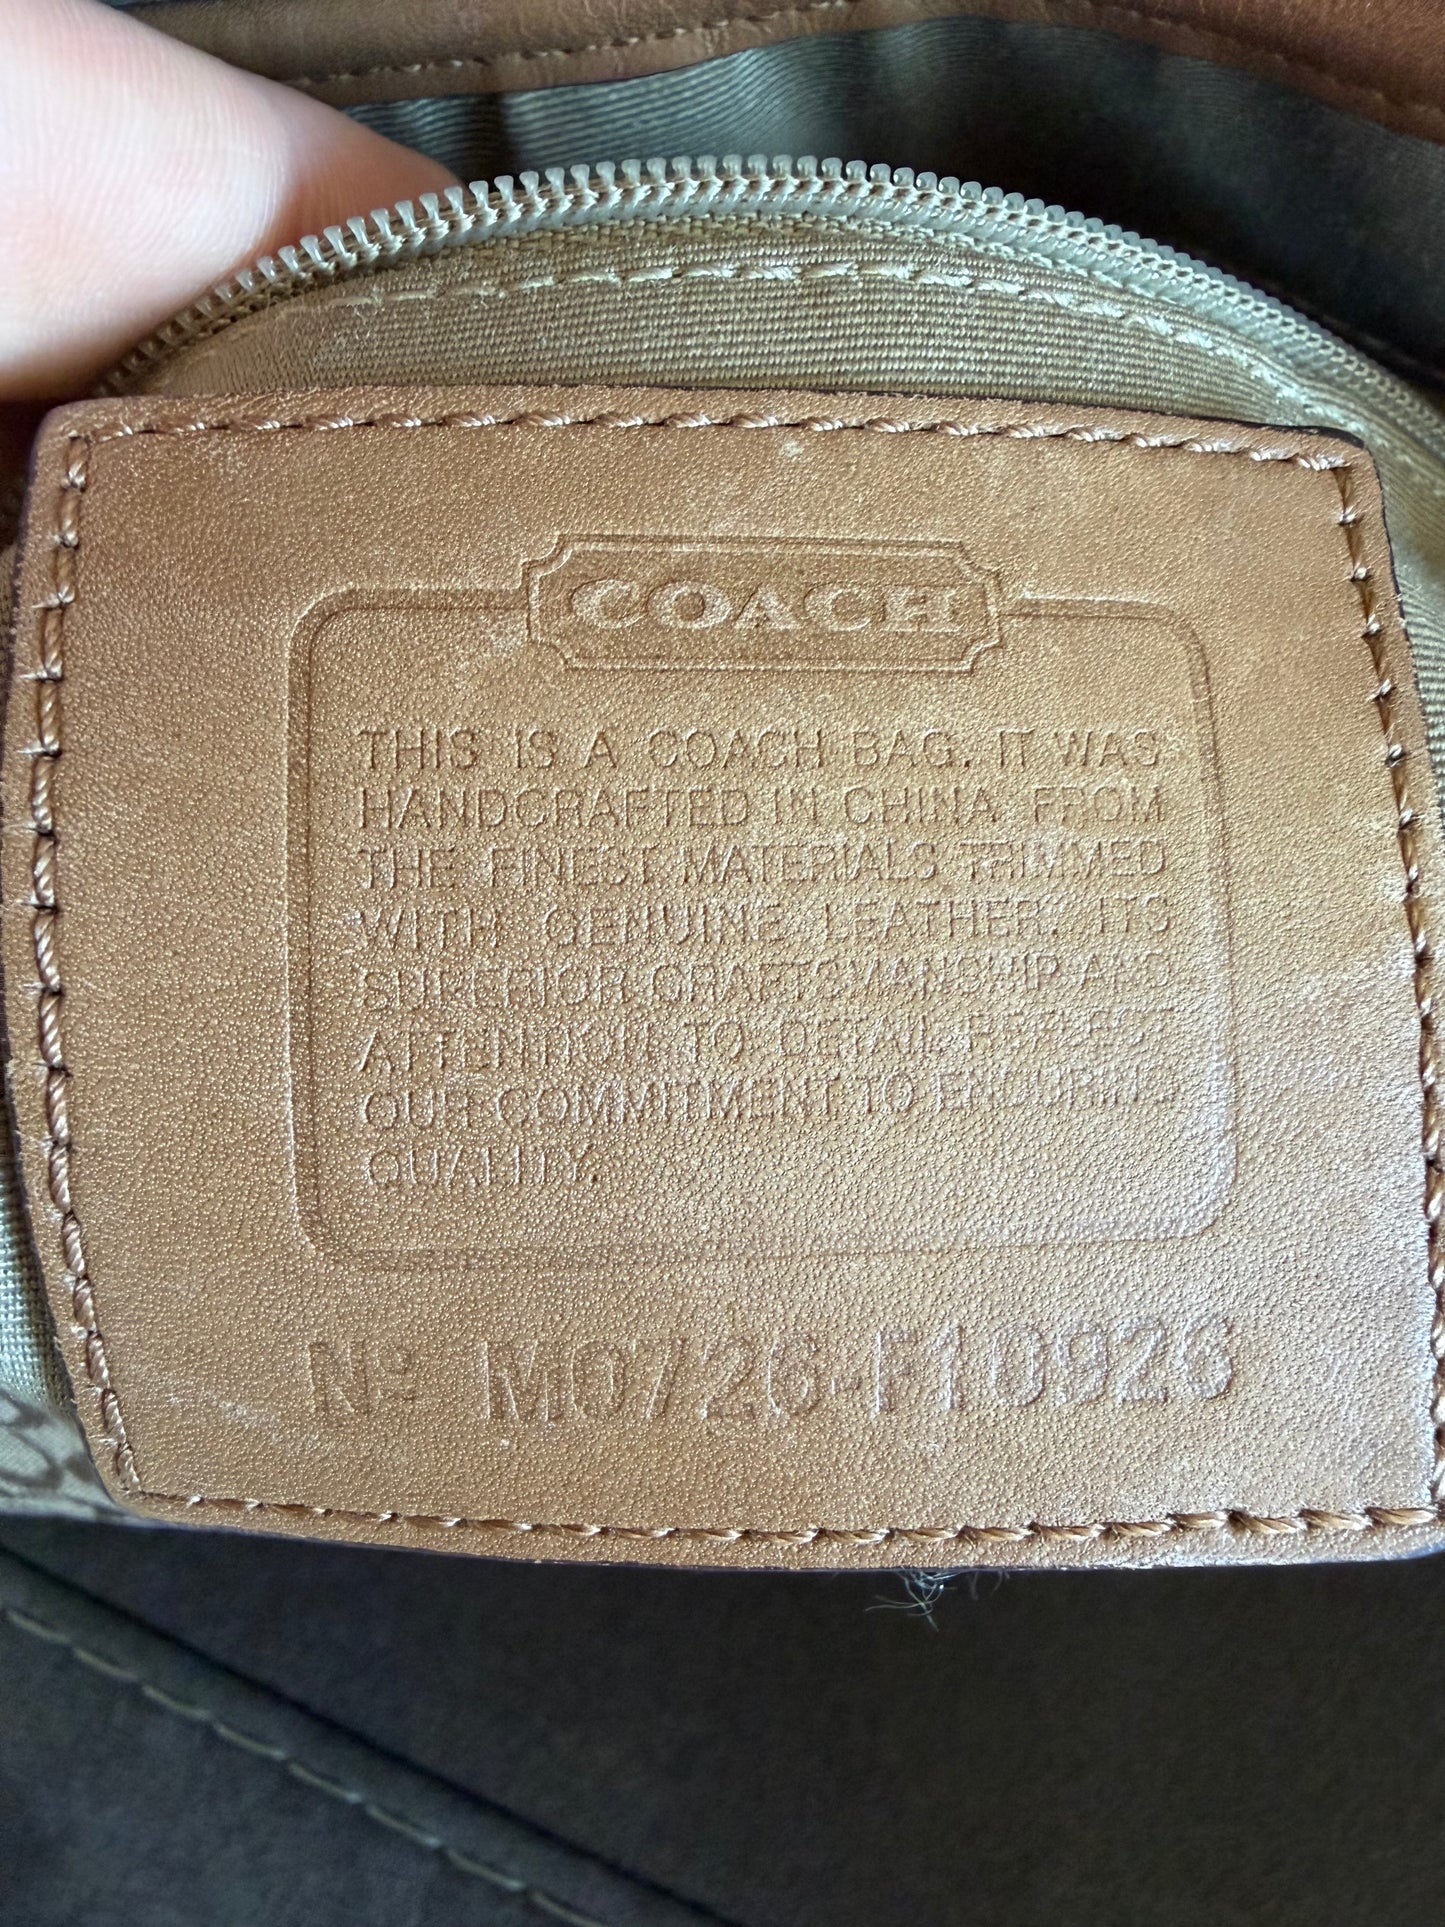 COACH
THIS IS A COACH BAG. IT WAS
HANDCRAFTED IN CHINA FROM
THE FINEST MATERIALS TRIMMED
WITH GENUINE LEATHER. ITS
SUPERIOR CRAFTSMANSHIP AND
ATTENTION TO DETAIL REFLECT
OUR COMMITMENT TO ENDURING
QUALITY.
Nº M0726-F10926